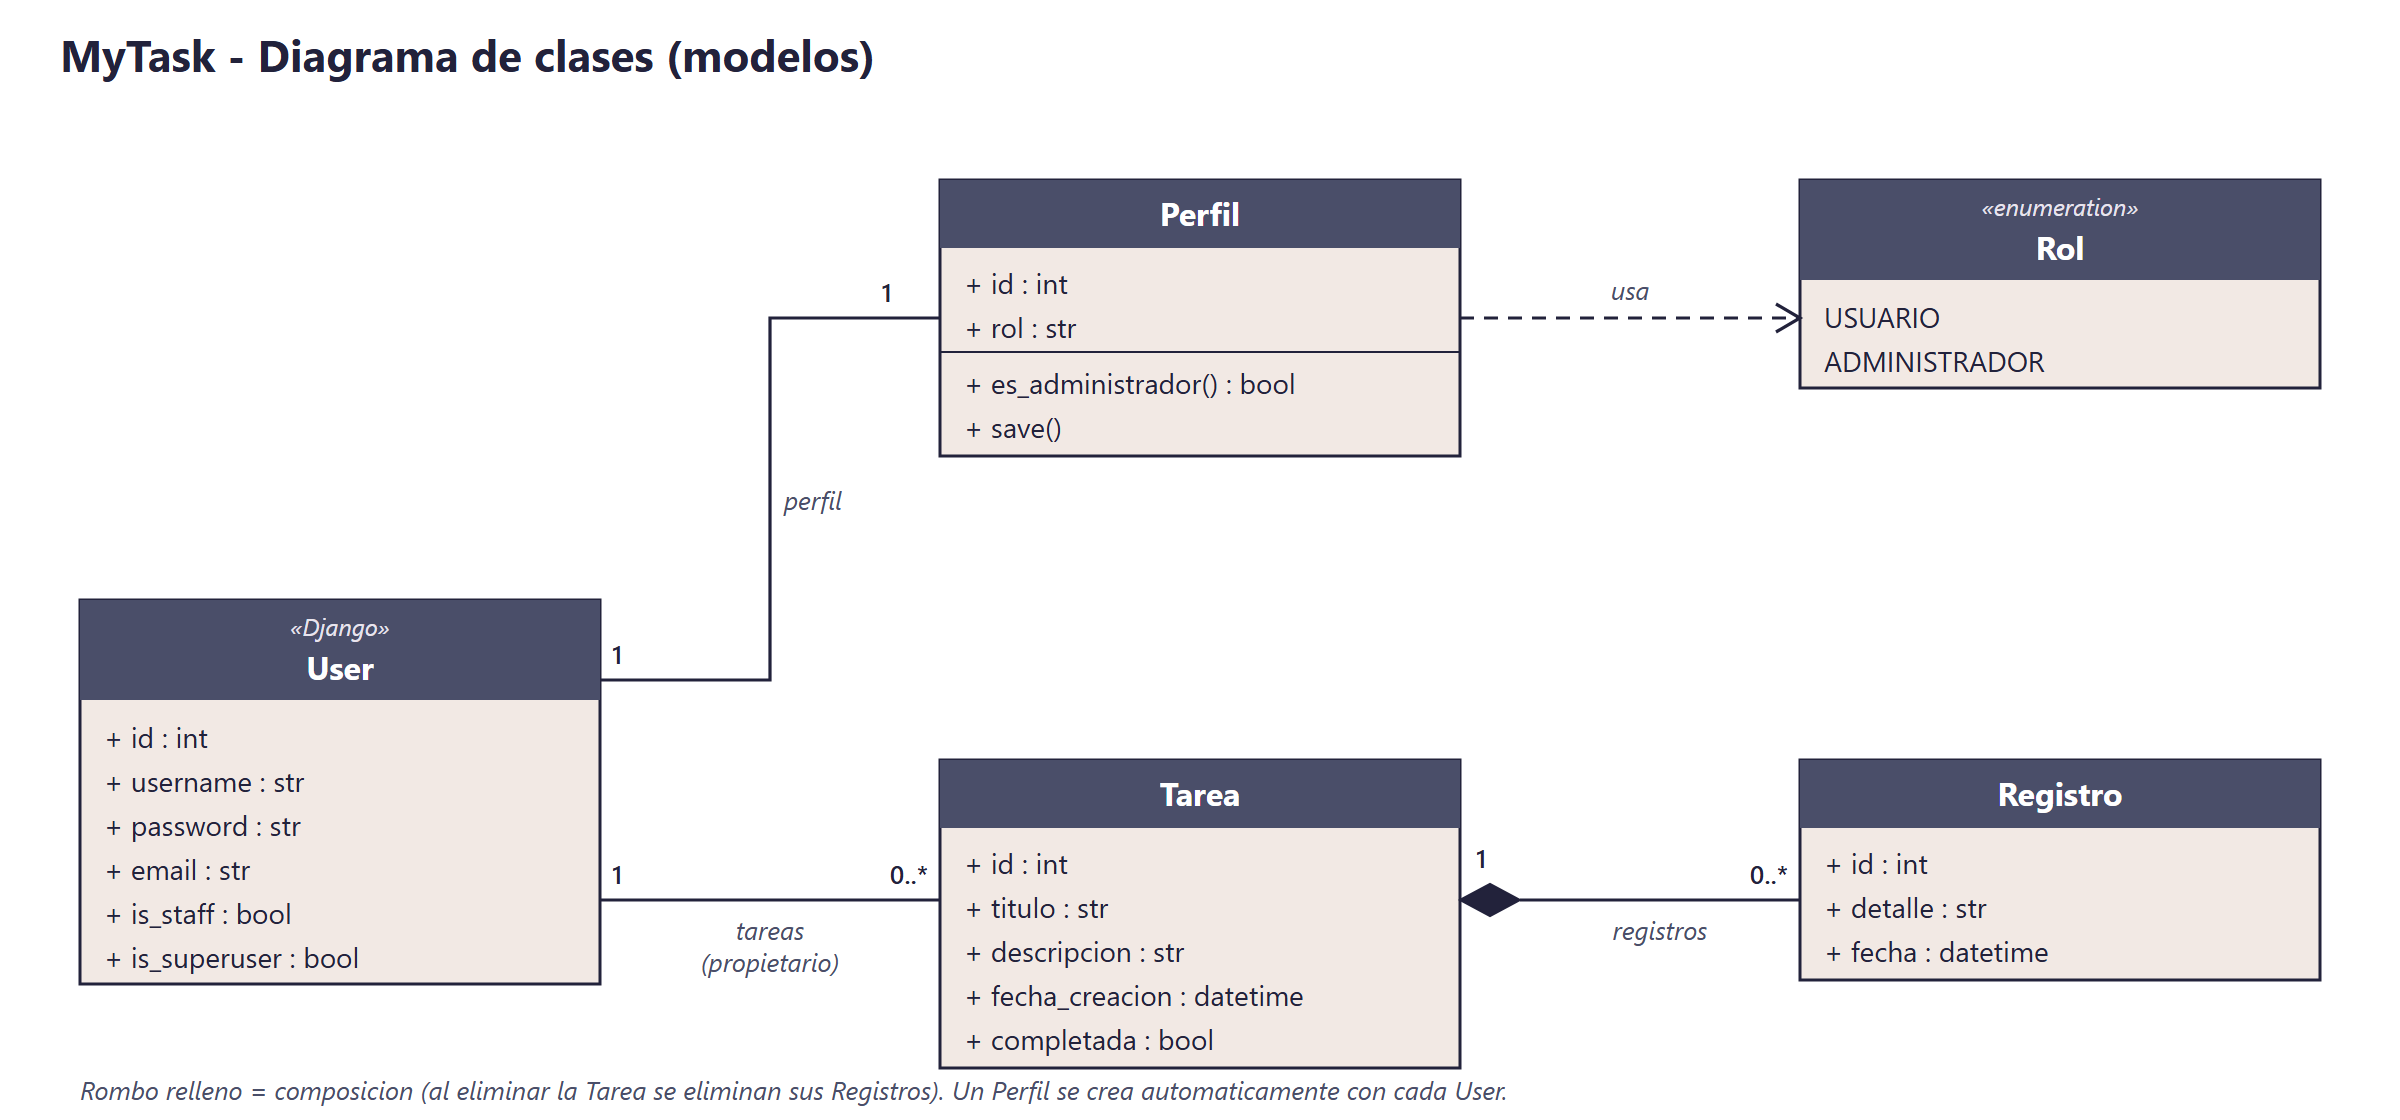 MyTask - Diagrama de clases (modelos)
Perfil
+ id : int
+ rol : str
+ es_administrador() : bool
+ save()
usa
«enumeration»
Rol
USUARIO
ADMINISTRADOR
1
perfil
1
«Django»
User
+ id : int
+ username : str
+ password : str
+ email : str
+ is_staff : bool
+ is_superuser : bool
1
0..*
tareas
(propietario)
Tarea
+ id : int
+ titulo : str
+ descripcion : str
+ fecha_creacion : datetime
+ completada : bool
1
0..*
registros
Registro
+ id : int
+ detalle : str
+ fecha : datetime
Rombo relleno = composicion (al eliminar la Tarea se eliminan sus Registros). Un Perfil se crea automaticamente con cada User.